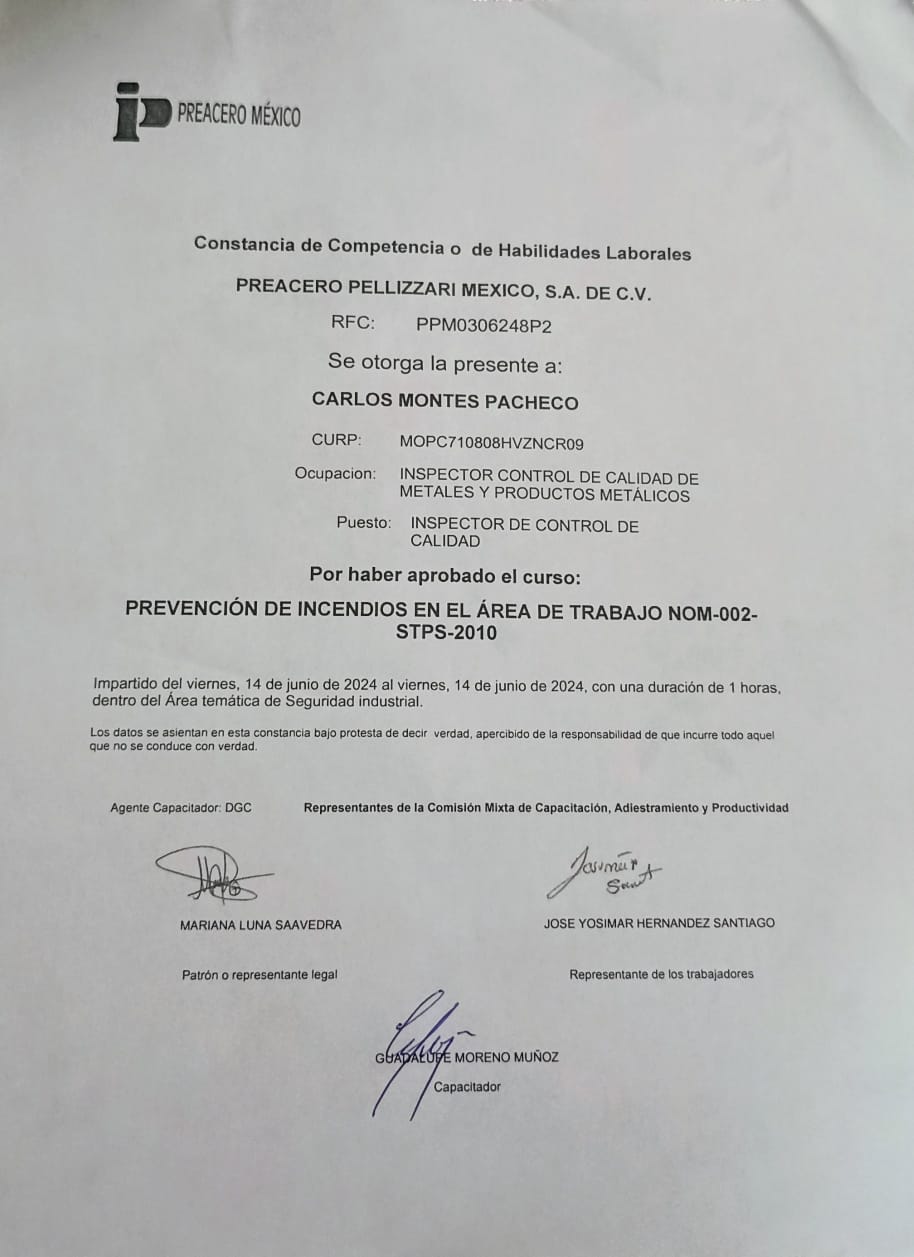 PREACERO MÉXICO
Constancia de Competencia o de Habilidades Laborales
PREACERO PELLIZZARI MEXICO, S.A. DE C.V.
RFC: PPM0306248P2
Se otorga la presente a:
CARLOS MONTES PACHECO
CURP: MOPC710808HVZNCR09
Ocupacion: INSPECTOR CONTROL DE CALIDAD DE
METALES Y PRODUCTOS METÁLICOS
Puesto: INSPECTOR DE CONTROL DE
CALIDAD
Por haber aprobado el curso:
PREVENCIÓN DE INCENDIOS EN EL ÁREA DE TRABAJO NOM-002-
STPS-2010
Impartido del viernes, 14 de junio de 2024 al viernes, 14 de junio de 2024, con una duración de 1 horas,
dentro del Área temática de Seguridad industrial.
Los datos se asientan en esta constancia bajo protesta de decir verdad, apercibido de la responsabilidad de que incurre todo aquel
que no se conduce con verdad.
Agente Capacitador: DGC Representantes de la Comisión Mixta de Capacitación, Adiestramiento y Productividad
MARIANA LUNA SAAVEDRA JOSE YOSIMAR HERNANDEZ SANTIAGO
Patrón o representante legal Representante de los trabajadores
GUADALUPE MORENO MUÑOZ
Capacitador